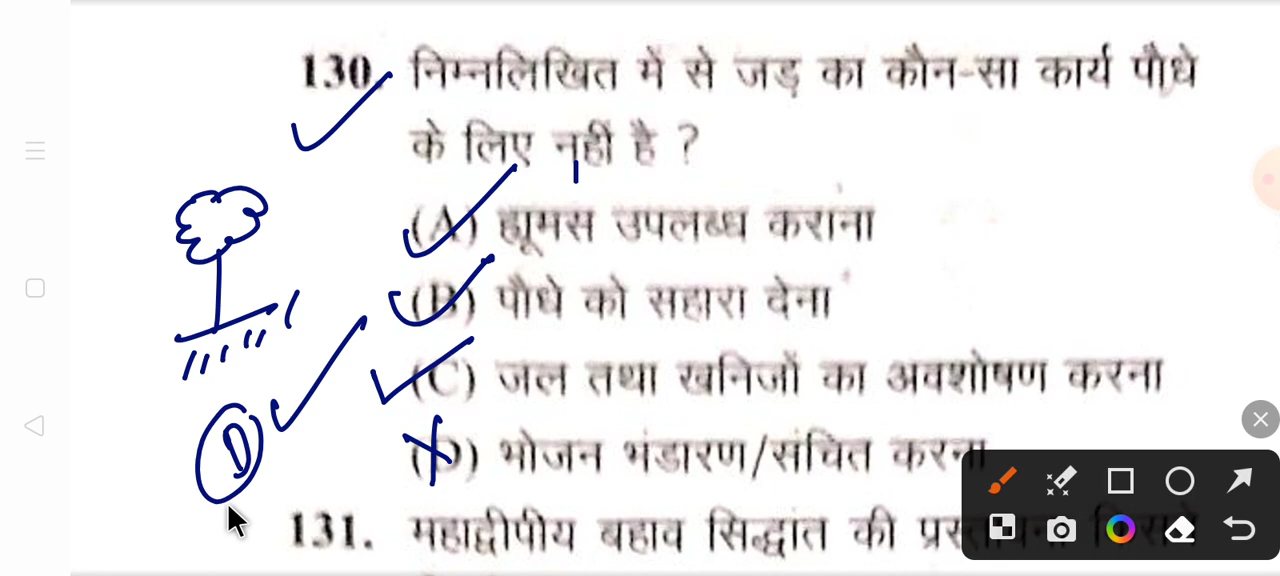 130. निम्नलिखित में से जड़ का कौन-सा कार्य पौधे
के लिए नहीं है ?
(A) ह्यूमस उपलब्ध कराना
(B) पौधे को सहारा देना
(C) जल तथा खनिजों का अवशोषण करना
(D) भोजन भंडारण/संचित करना
D
131. महाद्वीपीय बहाव सिद्धांत की